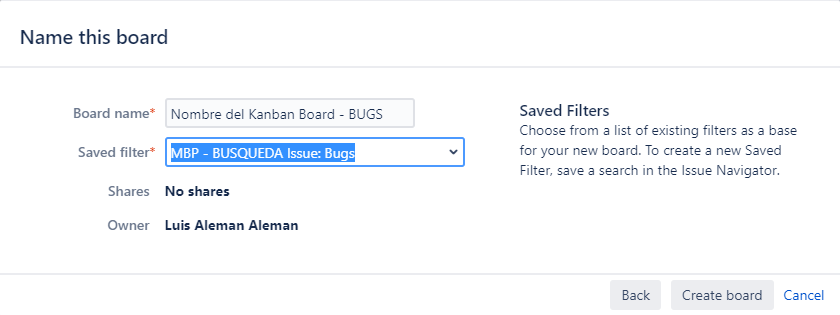 Name this board
Board name* Nombre del Kanban Board - BUGS
Saved filter* MBP - BUSQUEDA Issue: Bugs
Shares No shares
Owner Luis Aleman Aleman
Saved Filters
Choose from a list of existing filters as a base
for your new board. To create a new Saved
Filter, save a search in the Issue Navigator.
Back Create board Cancel